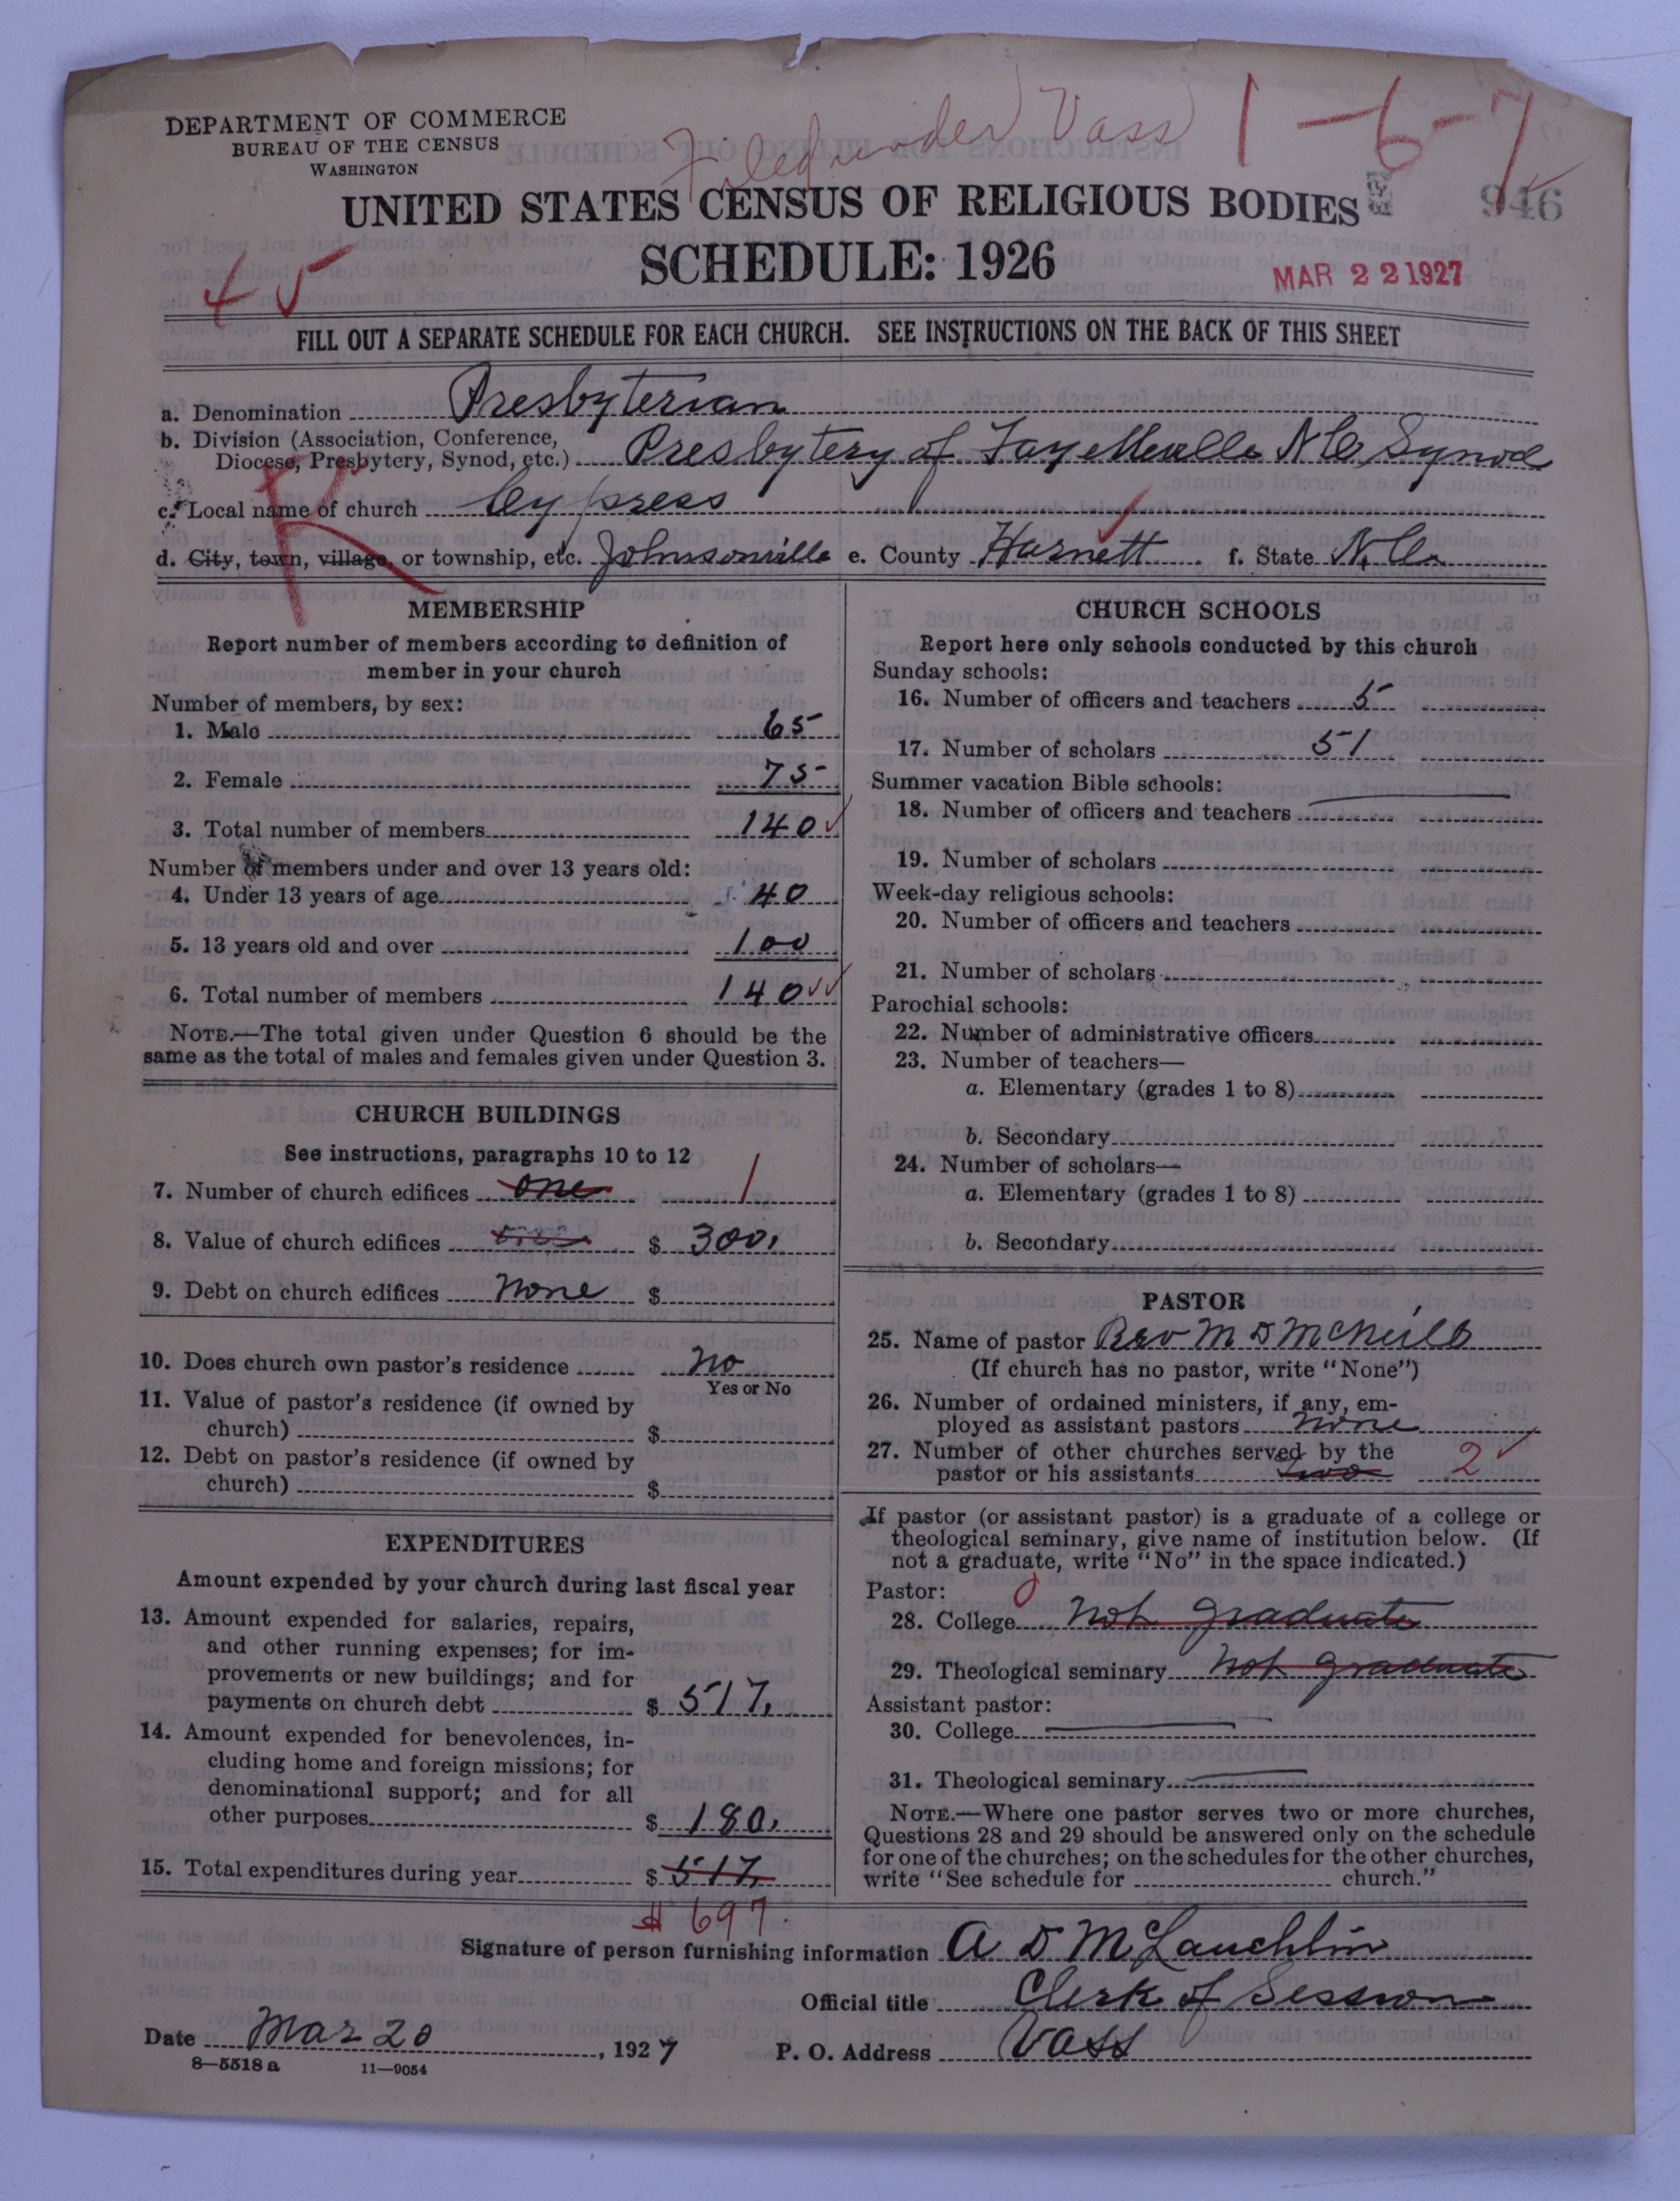 DEPARTMENT OF COMMERCE
BUREAU OF THE CENSUS
WASHINGTON
Filed under Vass 1-6-7
UNITED STATES CENSUS OF RELIGIOUS BODIES
946
SCHEDULE: 1926
MAR 22 1927
45
FILL OUT A SEPARATE SCHEDULE FOR EACH CHURCH. SEE INSTRUCTIONS ON THE BACK OF THIS SHEET
a. Denomination Presbyterian
b. Division (Association, Conference,
Diocese, Presbytery, Synod, etc.) Presbytery of Fayetteville N C Synod
c. Local name of church Cypress
d. City, town, village, or township, etc. Johnsonville e. County Harnett f. State N. C.
R
MEMBERSHIP
Report number of members according to definition of
member in your church
Number of members, by sex:
1. Male 65
2. Female 75
3. Total number of members 140 ✓
Number of members under and over 13 years old:
4. Under 13 years of age 40
5. 13 years old and over 100
6. Total number of members 140 ✓✓
NOTE.—The total given under Question 6 should be the
same as the total of males and females given under Question 3.
CHURCH BUILDINGS
See instructions, paragraphs 10 to 12
7. Number of church edifices one 1
8. Value of church edifices $ 300.
9. Debt on church edifices None $
10. Does church own pastor's residence No
Yes or No
11. Value of pastor's residence (if owned by
church) $
12. Debt on pastor's residence (if owned by
church) $
EXPENDITURES
Amount expended by your church during last fiscal year
13. Amount expended for salaries, repairs,
and other running expenses; for im-
provements or new buildings; and for
payments on church debt $ 517.
14. Amount expended for benevolences, in-
cluding home and foreign missions; for
denominational support; and for all
other purposes $ 180.
15. Total expenditures during year $ 517.
$ 697.
CHURCH SCHOOLS
Report here only schools conducted by this church
Sunday schools:
16. Number of officers and teachers 5
17. Number of scholars 51
Summer vacation Bible schools:
18. Number of officers and teachers
19. Number of scholars
Week-day religious schools:
20. Number of officers and teachers
21. Number of scholars
Parochial schools:
22. Number of administrative officers
23. Number of teachers—
a. Elementary (grades 1 to 8)
b. Secondary
24. Number of scholars—
a. Elementary (grades 1 to 8)
b. Secondary
PASTOR
25. Name of pastor Rev M D McNeill
(If church has no pastor, write "None")
26. Number of ordained ministers, if any, em-
ployed as assistant pastors none
27. Number of other churches served by the
pastor or his assistants two 2 ✓
If pastor (or assistant pastor) is a graduate of a college or
theological seminary, give name of institution below. (If
not a graduate, write "No" in the space indicated.)
Pastor:
28. College 0 Not graduate
29. Theological seminary Not graduate
Assistant pastor:
30. College
31. Theological seminary
NOTE.—Where one pastor serves two or more churches,
Questions 28 and 29 should be answered only on the schedule
for one of the churches; on the schedules for the other churches,
write "See schedule for church."
Signature of person furnishing information A D McLauchlin
Official title Clerk of Session
Date Mar 20, 1927 P. O. Address Vass
8—5518 a 11—9054